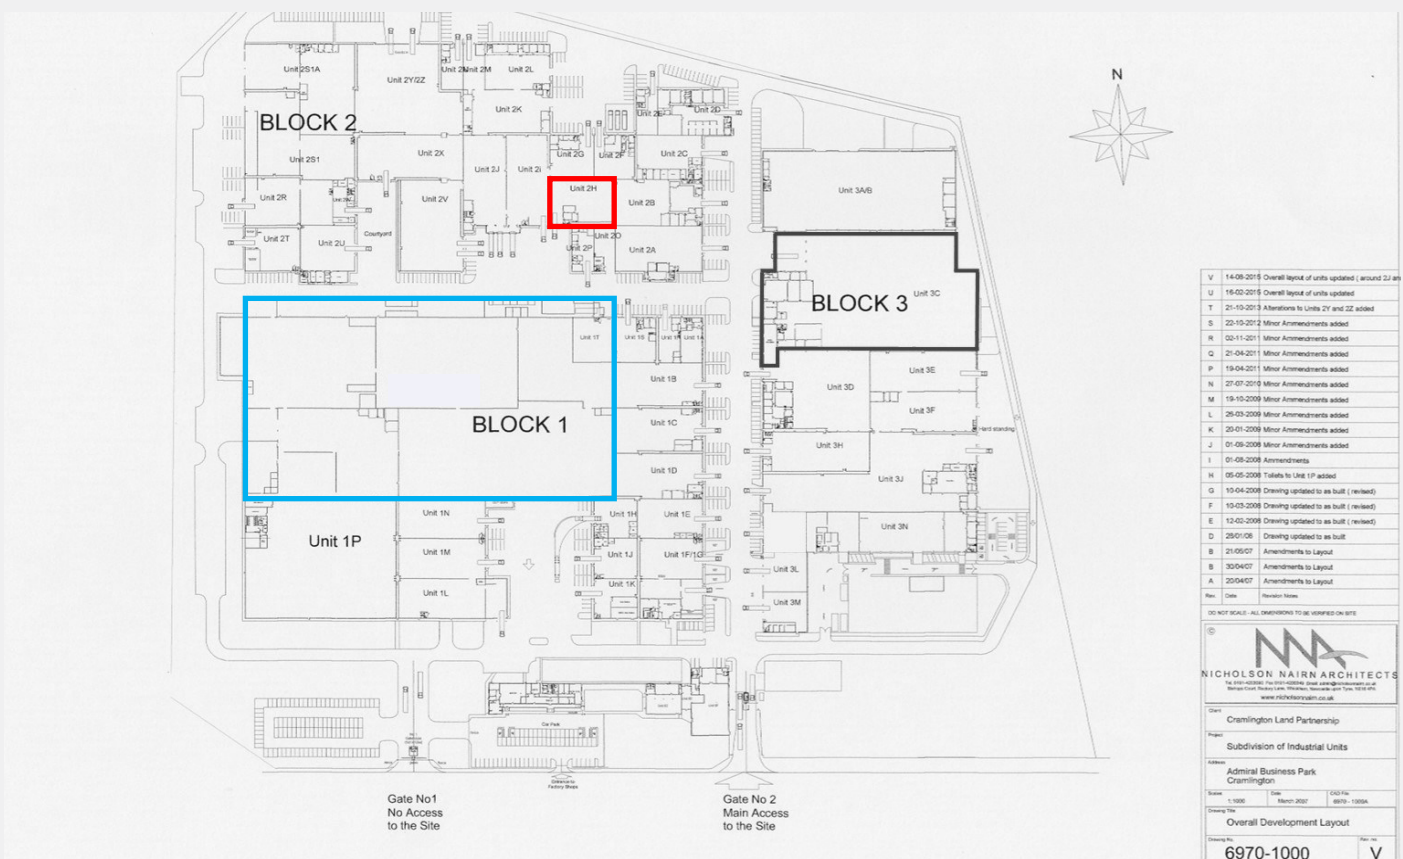 N
Unit 2S1A
Unit 2Y/2Z
Unit 2M
Unit 2L
Unit 2K
BLOCK 2
Unit 2S1
Unit 2X
Unit 2J
Unit 2i
Unit 2G
Unit 2F
Unit 2C
Unit 2D
Unit 2R
Unit 2V
Unit 2H
Unit 2B
Unit 2T
Unit 2U
Courtyard
Unit 2P
Unit 2O
Unit 2A
Unit 3A/B
Unit 3C
BLOCK 3
Unit 1T
Unit 1S
Unit 1A
Unit 1B
BLOCK 1
Unit 1C
Unit 1D
Unit 3D
Unit 3E
Unit 3F
Hard standing
Unit 3H
Unit 3J
Unit 1N
Unit 1H
Unit 1E
Unit 3N
Unit 1P
Unit 1M
Unit 1J
Unit 1F/1G
Unit 3L
Unit 1L
Unit 1K
Unit 3M
Car Park
Entrance to
Factory Shops
Gate No1
No Access
to the Site
Gate No 2
Main Access
to the Site
V 14-08-2015 Overall layout of units updated ( around 2J an
U 16-02-2015 Overall layout of units updated
T 21-10-2013 Alterations to Units 2Y and 2Z added
S 22-10-2012 Minor Ammendments added
R 02-11-2011 Minor Ammendments added
Q 21-04-2011 Minor Ammendments added
P 19-04-2011 Minor Ammendments added
N 27-07-2010 Minor Ammendments added
M 19-10-2009 Minor Ammendments added
L 26-03-2009 Minor Ammendments added
K 20-01-2009 Minor Ammendments added
J 01-09-2008 Minor Ammendments added
I 01-08-2008 Ammendments
H 05-05-2008 Toilets to Unit 1P added
G 10-04-2008 Drawing updated to as built ( revised)
F 10-03-2008 Drawing updated to as built ( revised)
E 12-02-2008 Drawing updated to as built ( revised)
D 28/01/08 Drawing updated to as built
B 21/06/07 Amendments to Layout
B 30/04/07 Amendments to Layout
A 20/04/07 Amendments to Layout
Rev. Date Revision Notes
DO NOT SCALE - ALL DIMENSIONS TO BE VERIFIED ON SITE
©
NICHOLSON NAIRN ARCHITECTS
www.nicholsonnairn.co.uk
Client
Cramlington Land Partnership
Project
Subdivision of Industrial Units
Address
Admiral Business Park
Cramlington
Scale Date CAD File
1:1000 March 2007 6970 - 1000A
Drawing Title
Overall Development Layout
Drawing No. Rev. no
6970-1000 V